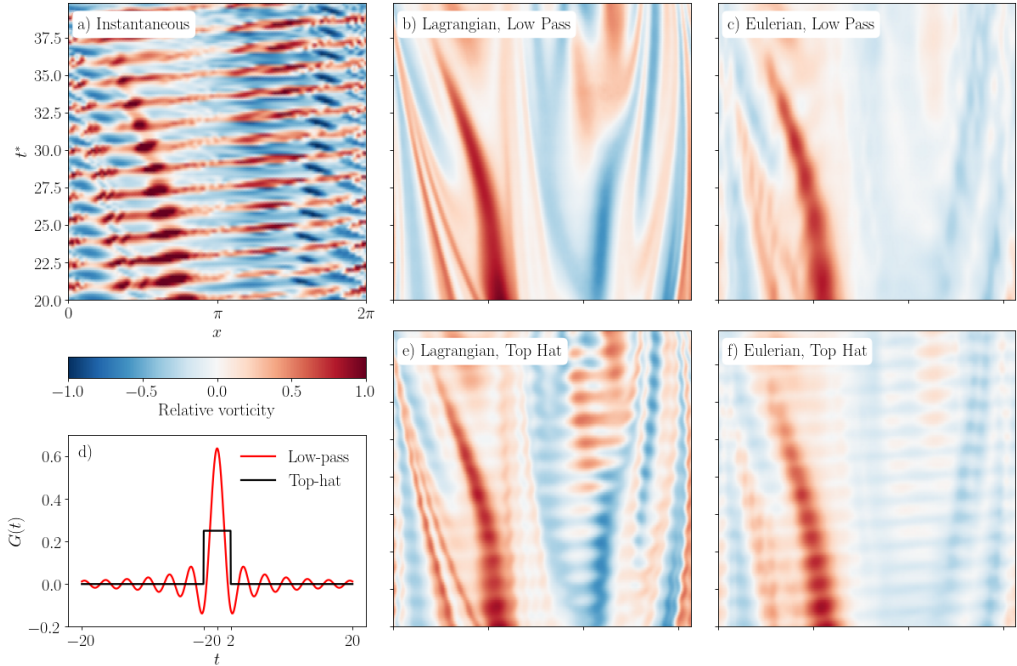 a) Instantaneous
b) Lagrangian, Low Pass
c) Eulerian, Low Pass
37.5
35.0
32.5
30.0
27.5
25.0
22.5
20.0
t*
0
π
2π
x
−1.0
−0.5
0.0
0.5
1.0
Relative vorticity
e) Lagrangian, Top Hat
f) Eulerian, Top Hat
d)
Low-pass
Top-hat
0.6
0.4
0.2
0.0
−0.2
G(t)
−20
−2
0
2
20
t